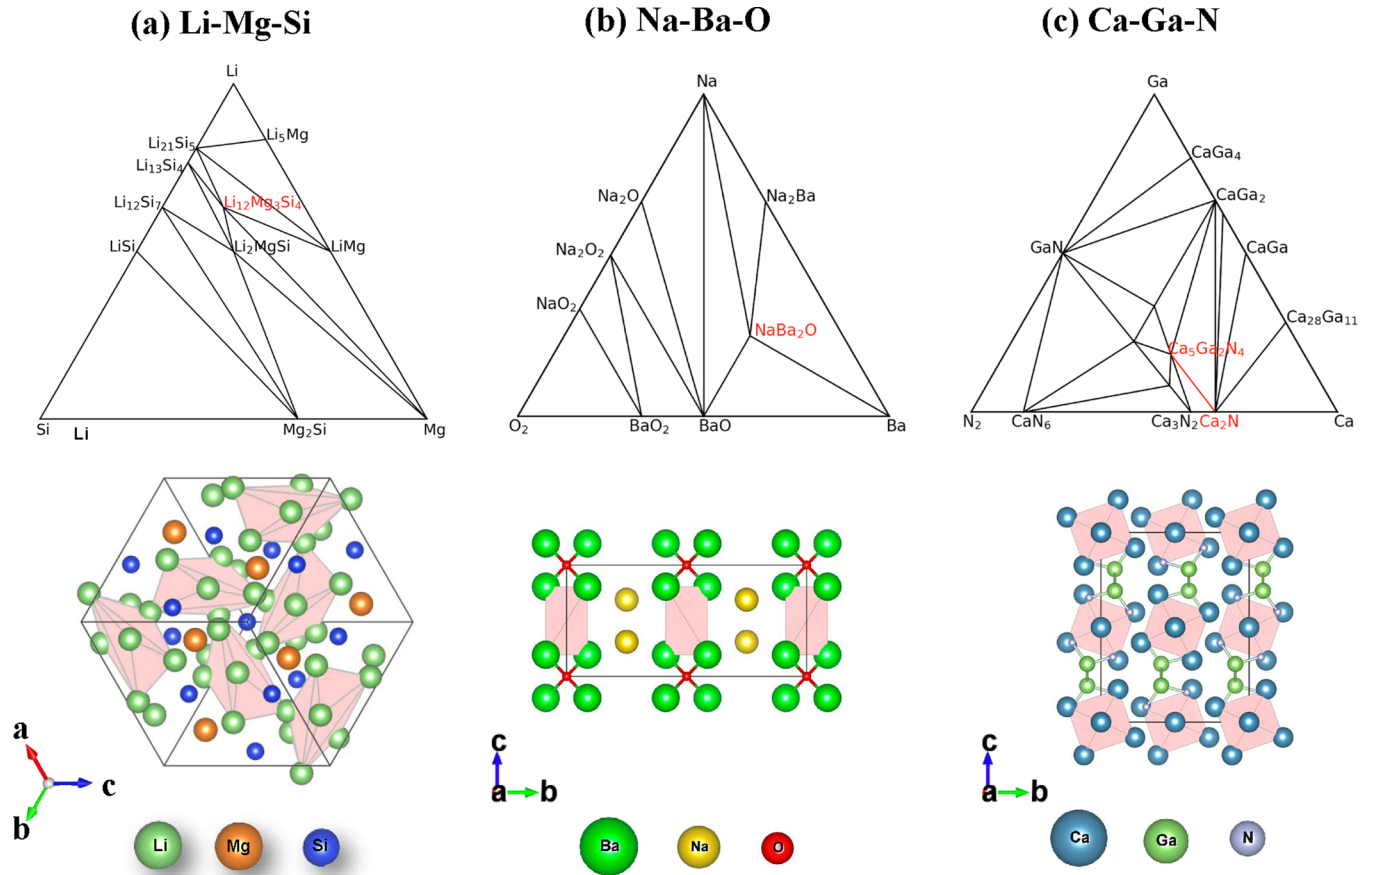 (a) Li-Mg-Si
(b) Na-Ba-O
(c) Ca-Ga-N
Li
Li₅Mg
Li₂₁Si₅
Li₁₃Si₄
Li₁₂Si₇
Li₁₂Mg₃Si₄
LiSi
Li₂MgSi
LiMg
Si
Li
Mg₂Si
Mg
Na
Na₂O
Na₂Ba
Na₂O₂
NaO₂
NaBa₂O
O₂
BaO₂
BaO
Ba
Ga
CaGa₄
CaGa₂
GaN
CaGa
Ca₂₈Ga₁₁
Ca₅Ga₂N₄
N₂
CaN₆
Ca₃N₂
Ca₂N
Ca
a
b
c
Li
Mg
Si
c
a
b
Ba
Na
O
c
a
b
Ca
Ga
N